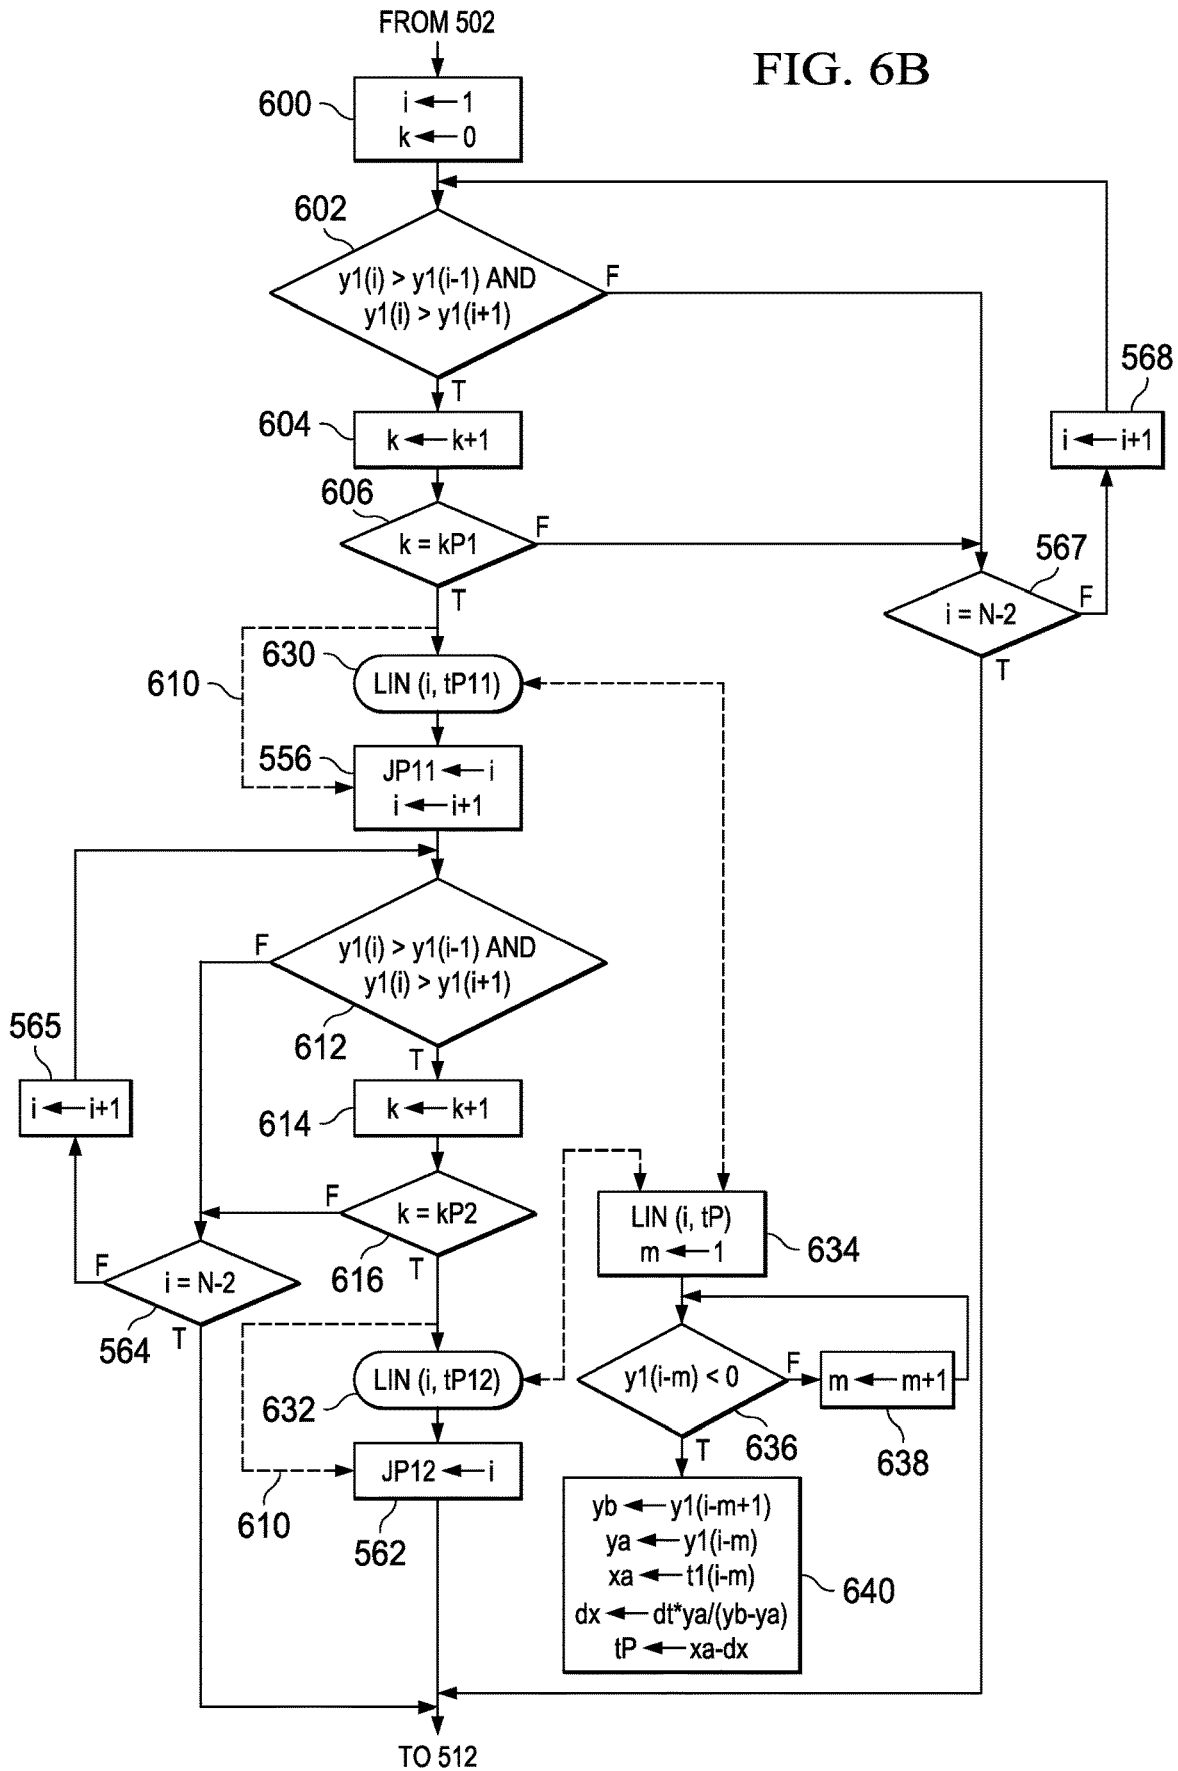 FROM 502
FIG. 6B
600
i ← 1
k ← 0
602
y1(i) > y1(i-1) AND
y1(i) > y1(i+1)
F
T
568
i ← i+1
604
k ← k+1
606
k = kP1
F
T
567
i = N-2
F
T
630
LIN (i, tP11)
610
556
JP11 ← i
i ← i+1
y1(i) > y1(i-1) AND
y1(i) > y1(i+1)
F
612
T
565
i ← i+1
614
k ← k+1
k = kP2
F
616
T
LIN (i, tP)
m ← 1
634
i = N-2
F
564
T
LIN (i, tP12)
632
y1(i-m) < 0
F
636
T
m ← m+1
638
JP12 ← i
610
562
yb ← y1(i-m+1)
ya ← y1(i-m)
xa ← t1(i-m)
dx ← dt*ya/(yb-ya)
tP ← xa-dx
640
TO 512